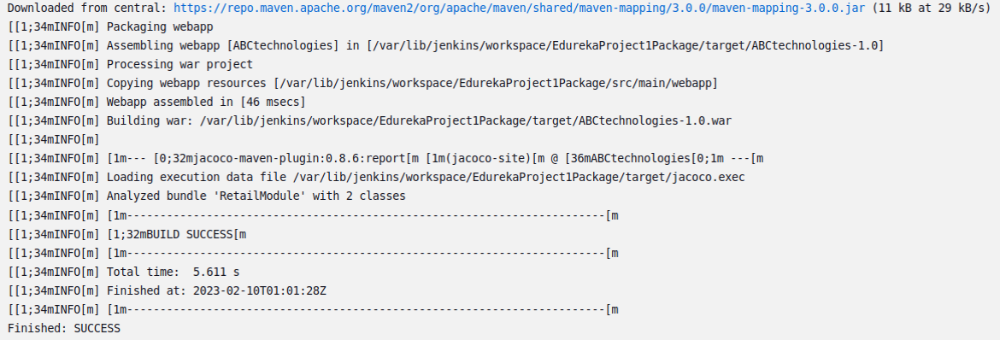 Downloaded from central: https://repo.maven.apache.org/maven2/org/apache/maven/shared/maven-mapping/3.0.0/maven-mapping-3.0.0.jar (11 kB at 29 kB/s)
[[1;34mINFO[m] Packaging webapp
[[1;34mINFO[m] Assembling webapp [ABCtechnologies] in [/var/lib/jenkins/workspace/EdurekaProject1Package/target/ABCtechnologies-1.0]
[[1;34mINFO[m] Processing war project
[[1;34mINFO[m] Copying webapp resources [/var/lib/jenkins/workspace/EdurekaProject1Package/src/main/webapp]
[[1;34mINFO[m] Webapp assembled in [46 msecs]
[[1;34mINFO[m] Building war: /var/lib/jenkins/workspace/EdurekaProject1Package/target/ABCtechnologies-1.0.war
[[1;34mINFO[m]
[[1;34mINFO[m] [1m--- [0;32mjacoco-maven-plugin:0.8.6:report[m [1m(jacoco-site)[m @ [36mABCtechnologies[0;1m ---[m
[[1;34mINFO[m] Loading execution data file /var/lib/jenkins/workspace/EdurekaProject1Package/target/jacoco.exec
[[1;34mINFO[m] Analyzed bundle 'RetailModule' with 2 classes
[[1;34mINFO[m] [1m------------------------------------------------------------------------[m
[[1;34mINFO[m] [1;32mBUILD SUCCESS[m
[[1;34mINFO[m] [1m------------------------------------------------------------------------[m
[[1;34mINFO[m] Total time:  5.611 s
[[1;34mINFO[m] Finished at: 2023-02-10T01:01:28Z
[[1;34mINFO[m] [1m------------------------------------------------------------------------[m
Finished: SUCCESS